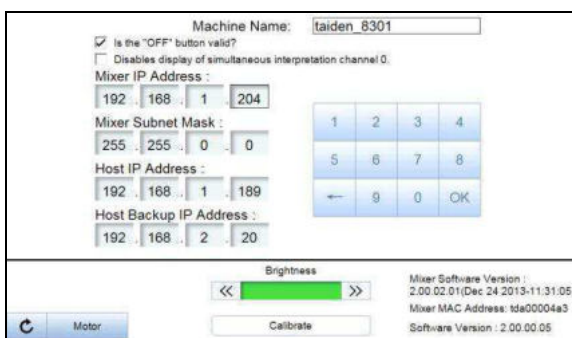 Machine Name: taiden_8301
Is the "OFF" button valid?
Disables display of simultaneous interpretation channel 0.
Mixer IP Address :
192 . 168 . 1 . 204
Mixer Subnet Mask :
255 . 255 . 0 . 0
Host IP Address :
192 . 168 . 1 . 189
Host Backup IP Address :
192 . 168 . 2 . 20
1 2 3 4
5 6 7 8
← 9 0 OK
Brightness
« »
Calibrate
Motor
Mixer Software Version :
2.00.02.01(Dec 24 2013-11:31:05
Mixer MAC Address: tda00004a3
Software Version : 2.00.00.05